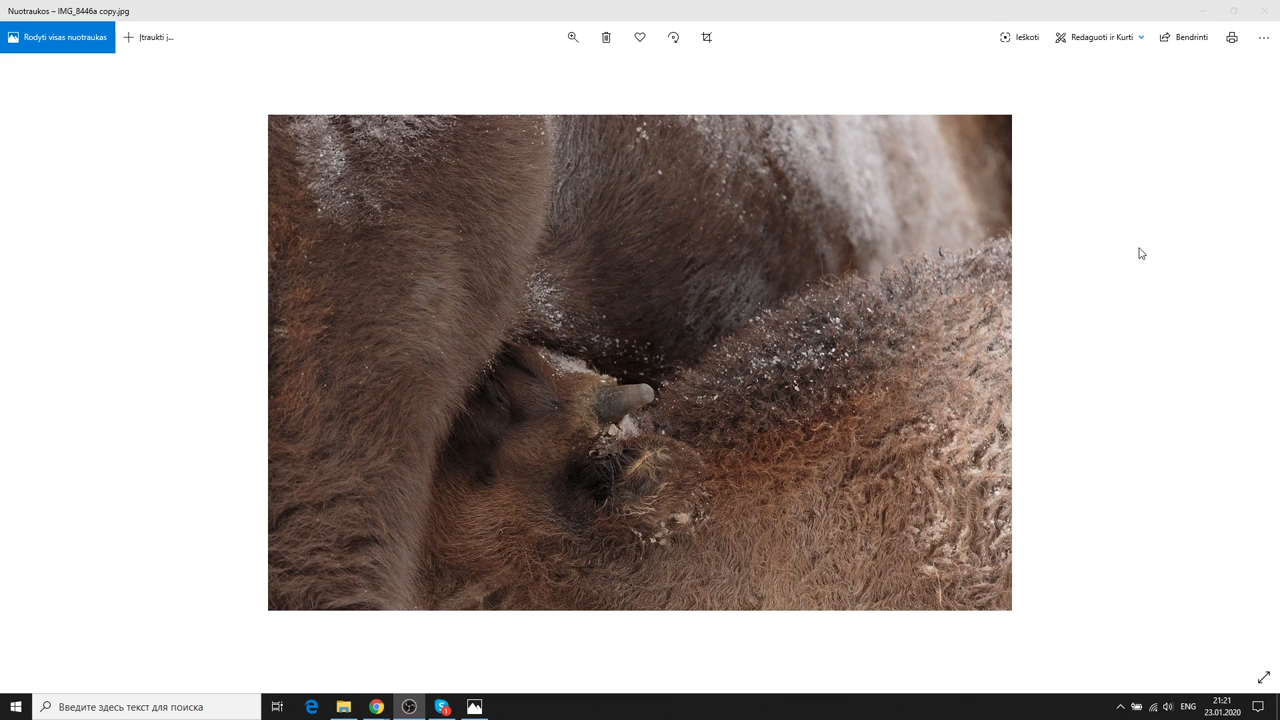 Nuotraukos – IMG_8446a copy.jpg
Rodyti visas nuotraukas
Įtraukti į...
Ieškoti
Redaguoti ir Kurti
Bendrinti
Введите здесь текст для поиска
ENG
21:21
23.01.2020